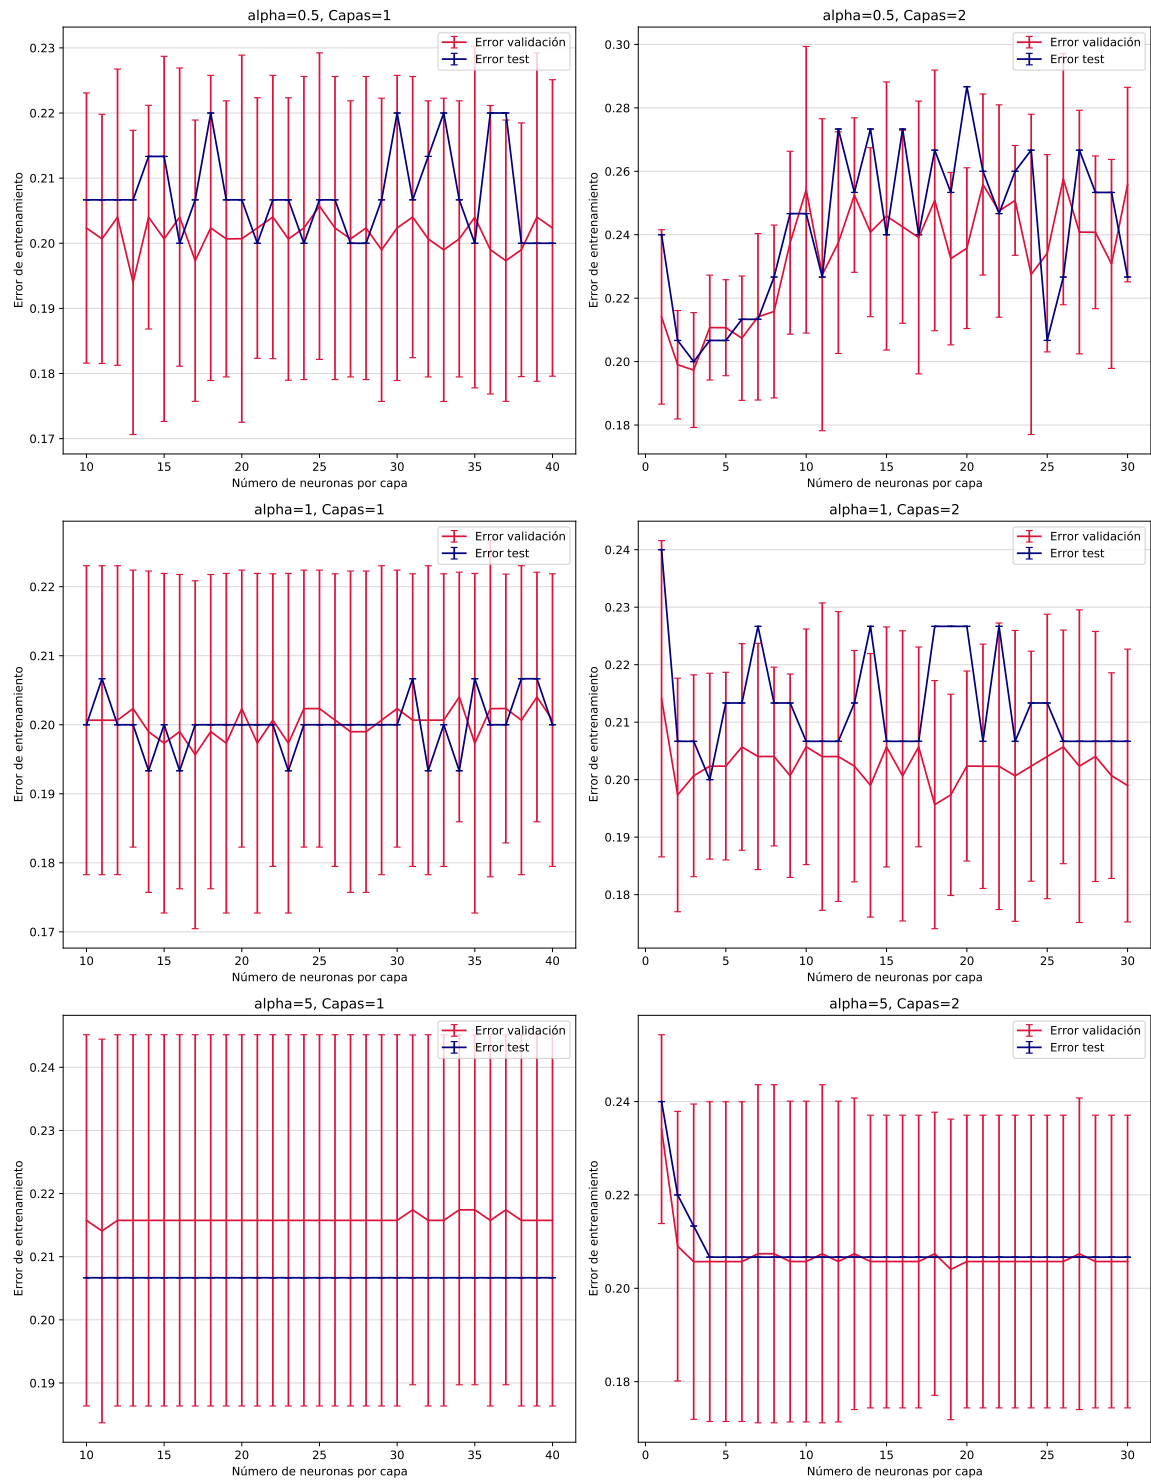 alpha=0.5, Capas=1
Error de entrenamiento
0.23
0.22
0.21
0.20
0.19
0.18
0.17
Error validación
Error test
10 15 20 25 30 35 40
Número de neuronas por capa
alpha=0.5, Capas=2
Error de entrenamiento
0.30
0.28
0.26
0.24
0.22
0.20
0.18
Error validación
Error test
0 5 10 15 20 25 30
Número de neuronas por capa
alpha=1, Capas=1
Error de entrenamiento
0.22
0.21
0.20
0.19
0.18
0.17
Error validación
Error test
10 15 20 25 30 35 40
Número de neuronas por capa
alpha=1, Capas=2
Error de entrenamiento
0.24
0.23
0.22
0.21
0.20
0.19
0.18
Error validación
Error test
0 5 10 15 20 25 30
Número de neuronas por capa
alpha=5, Capas=1
Error de entrenamiento
0.24
0.23
0.22
0.21
0.20
0.19
Error validación
Error test
10 15 20 25 30 35 40
Número de neuronas por capa
alpha=5, Capas=2
Error de entrenamiento
0.24
0.22
0.20
0.18
Error validación
Error test
0 5 10 15 20 25 30
Número de neuronas por capa